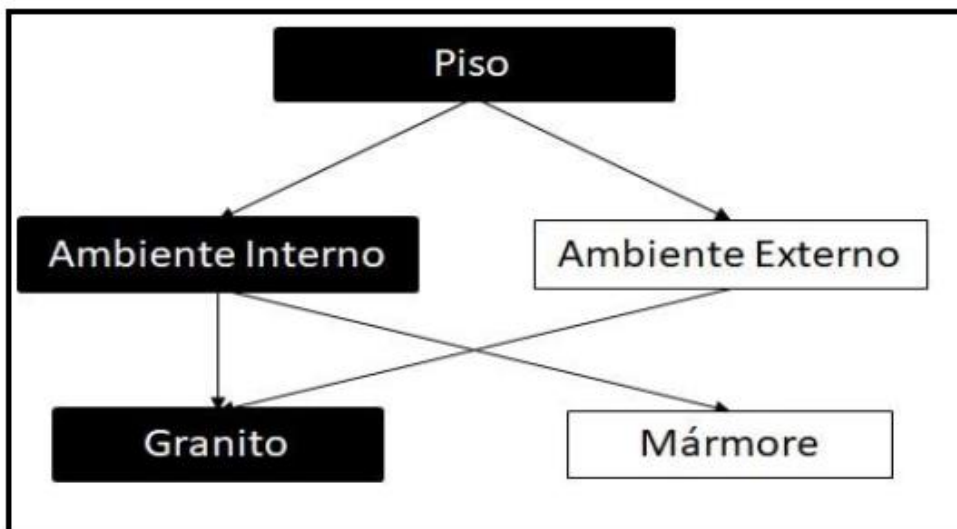 Piso
Ambiente Interno
Ambiente Externo
Granito
Mármore